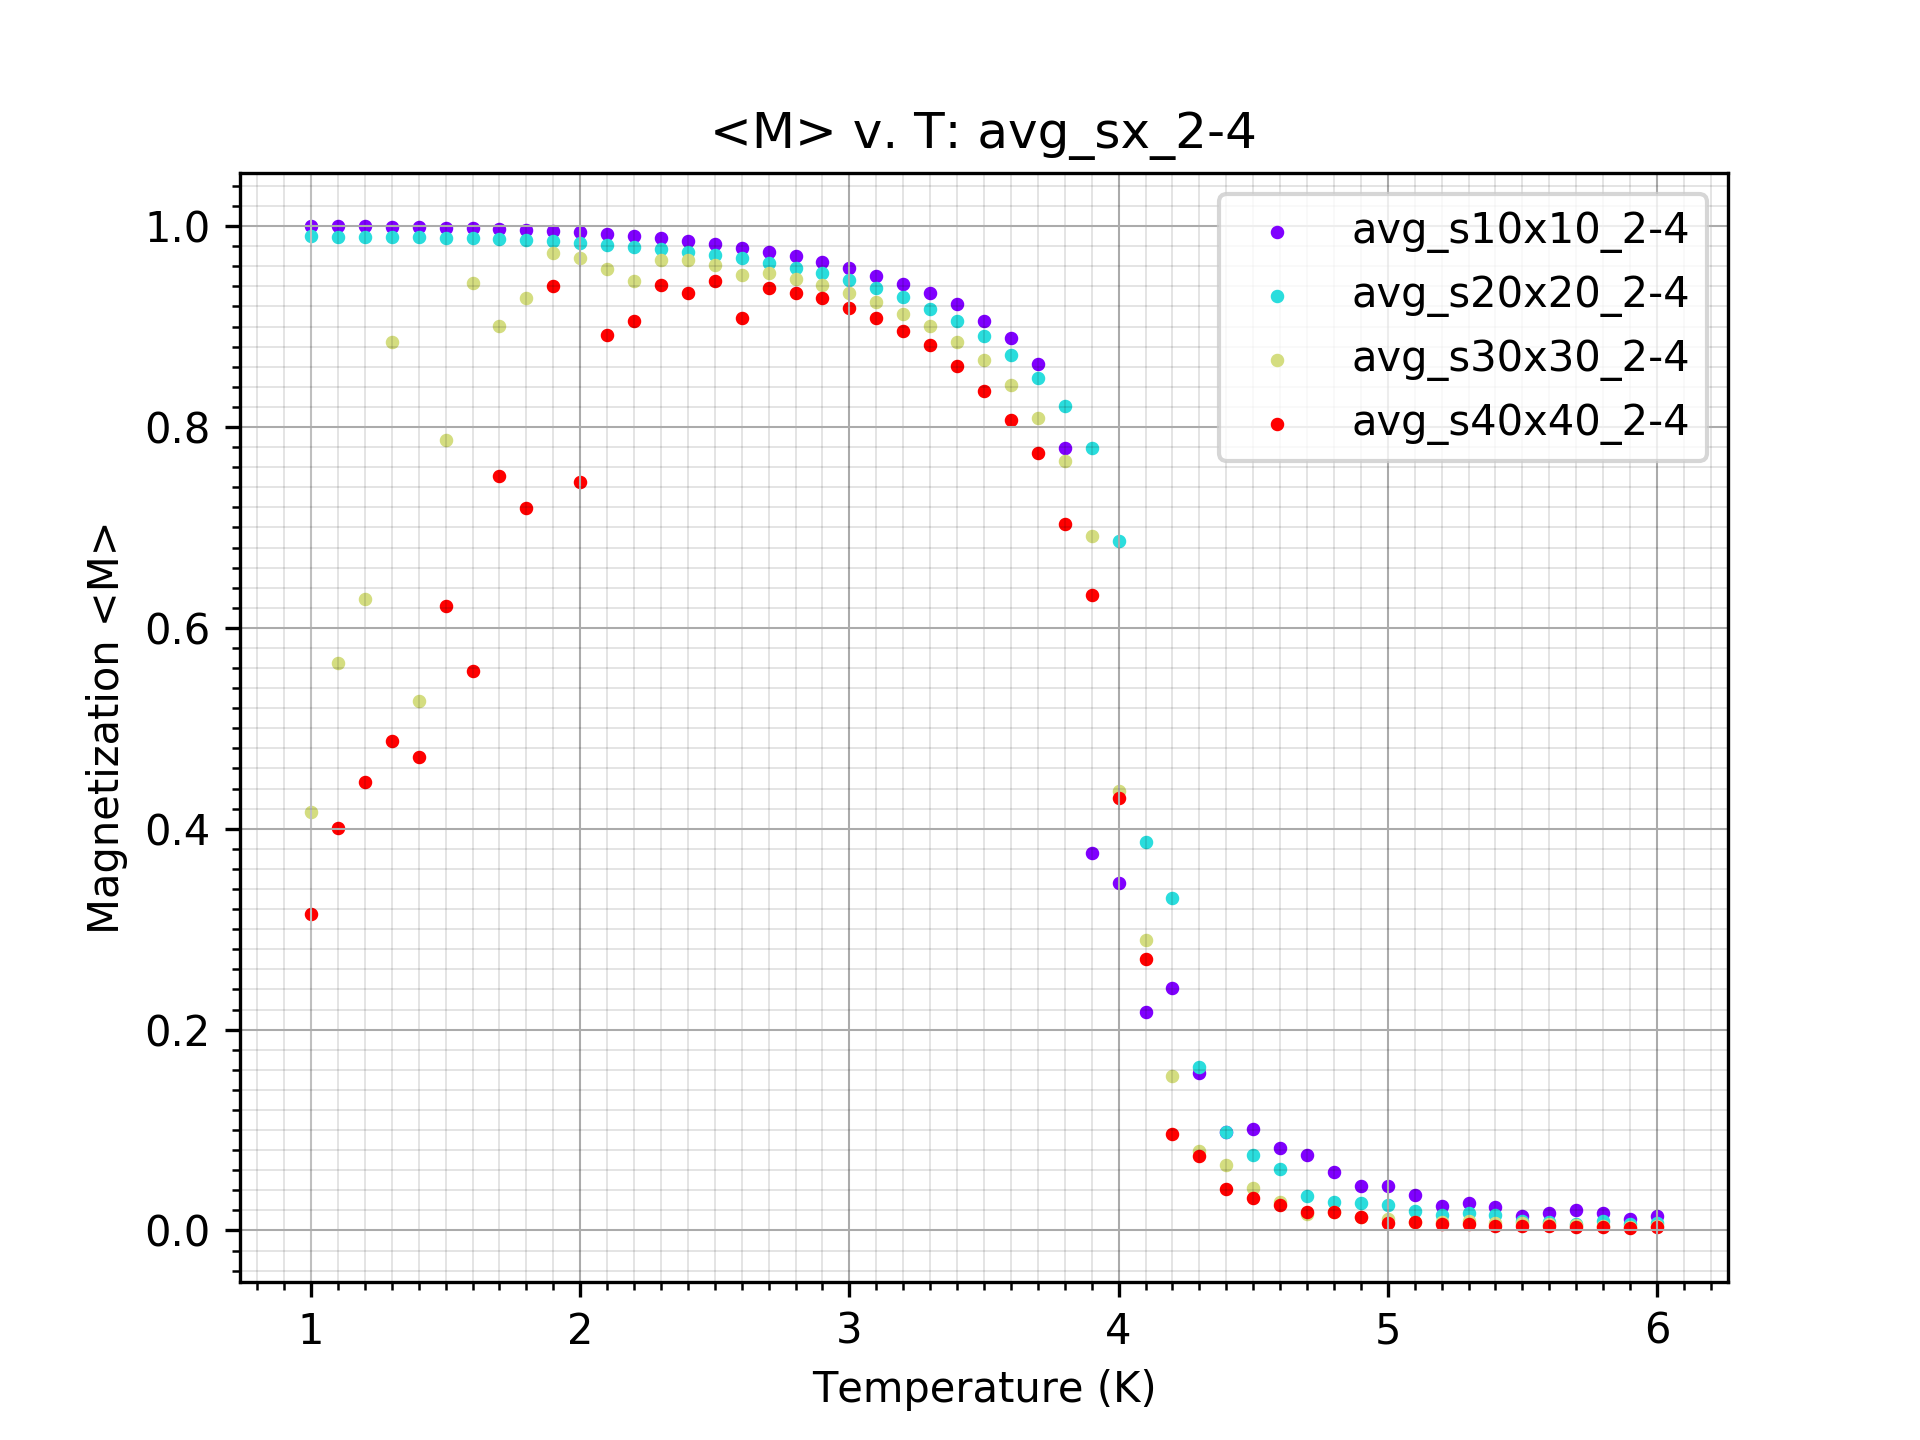 <M> v. T: avg_sx_2-4
avg_s10x10_2-4
avg_s20x20_2-4
avg_s30x30_2-4
avg_s40x40_2-4
1.0
0.8
0.6
0.4
0.2
0.0
Magnetization <M>
1 2 3 4 5 6
Temperature (K)